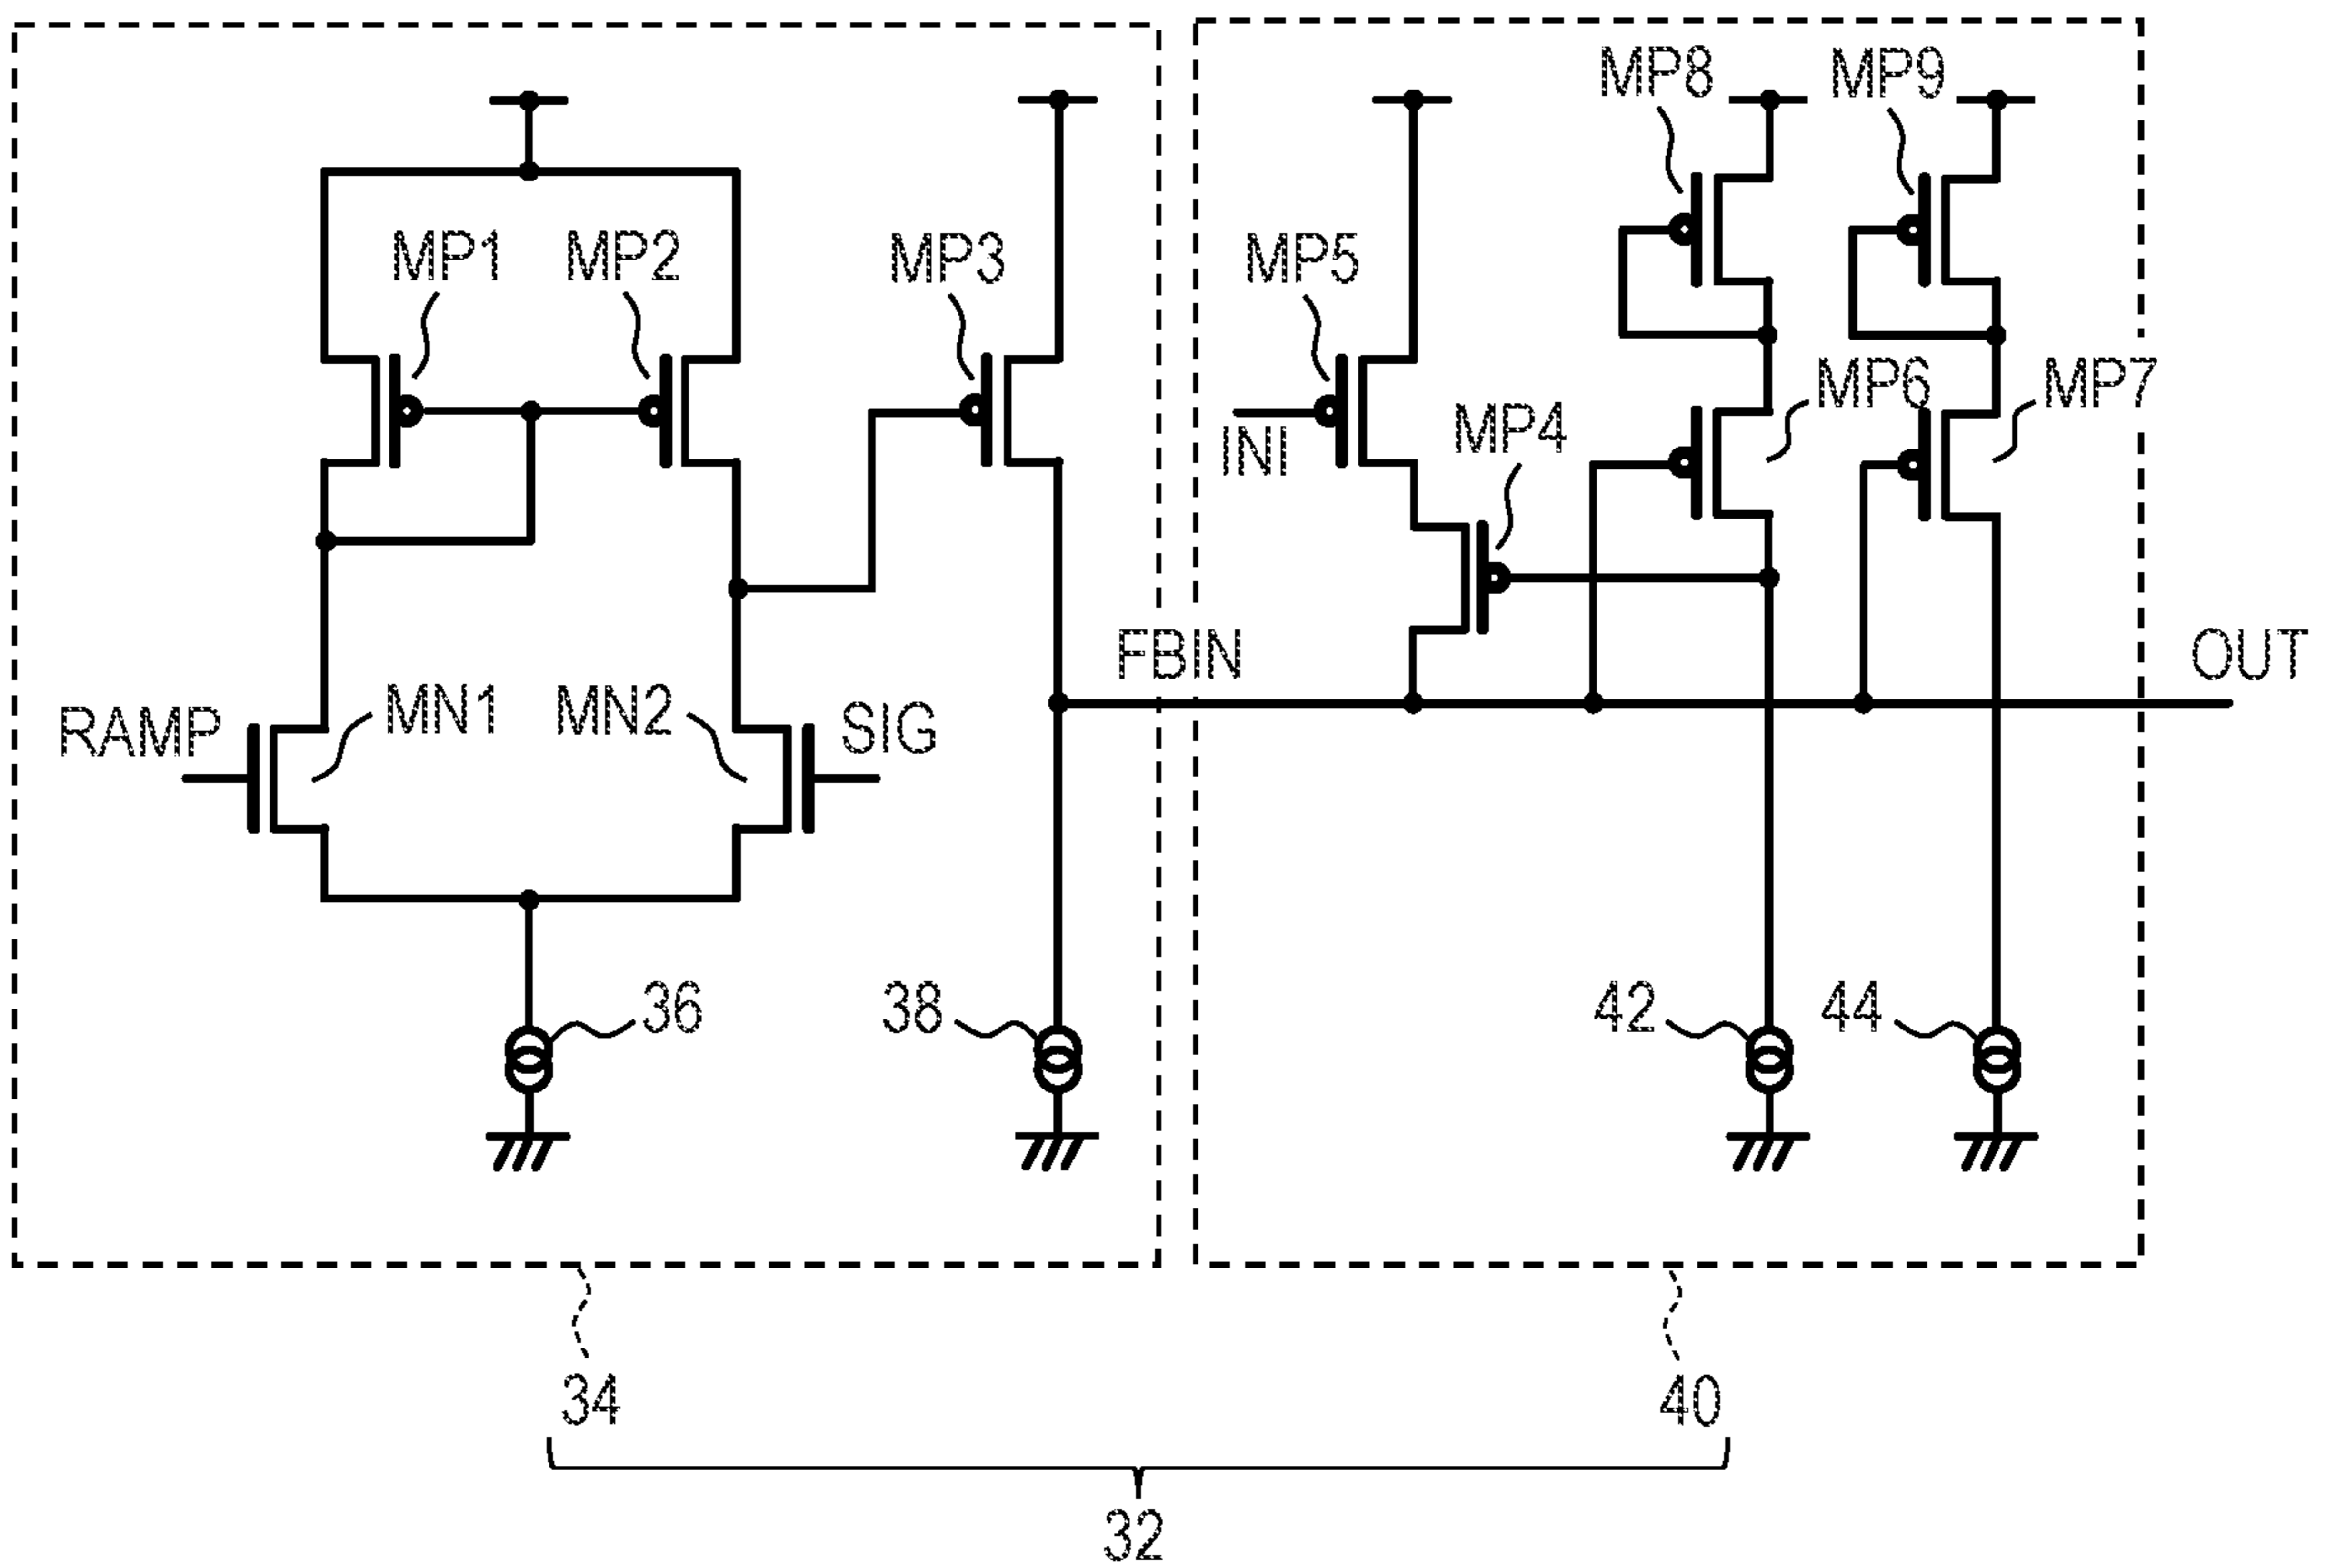 MP8 MP9
MP1 MP2 MP3 MP5
MP6 MP7
INI MP4
FBIN OUT
RAMP MN1 MN2 SIG
36 38 42 44
34 40
32